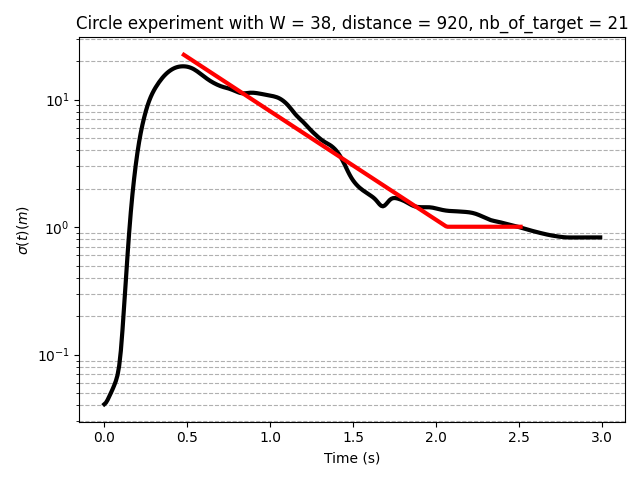 Circle experiment with W = 38, distance = 920, nb_of_target = 21
σ(t)(m)
10¹
10⁰
10⁻¹
0.0 0.5 1.0 1.5 2.0 2.5 3.0
Time (s)